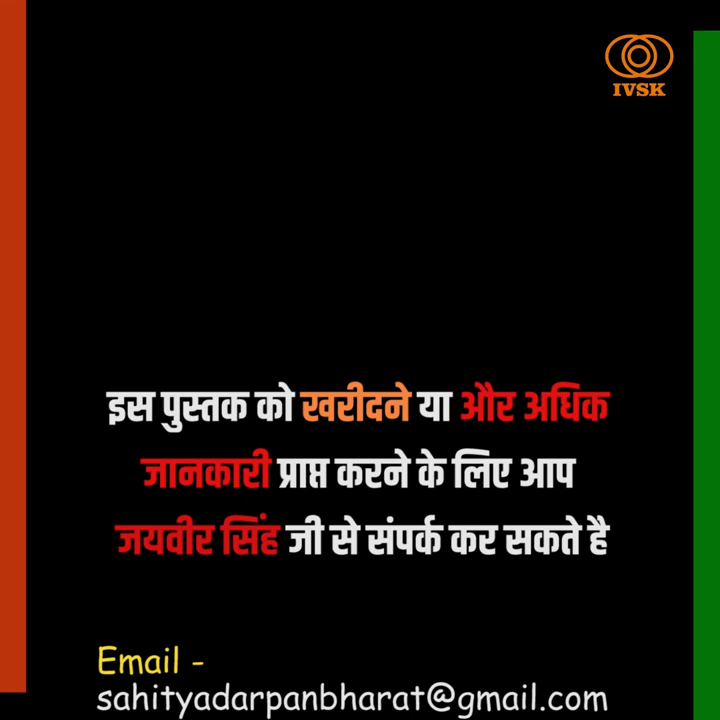 IVSK
इस पुस्तक को खरीदने या और अधिक
जानकारी प्राप्त करने के लिए आप
जयवीर सिंह जी से संपर्क कर सकते है
Email -
sahityadarpanbharat@gmail.com